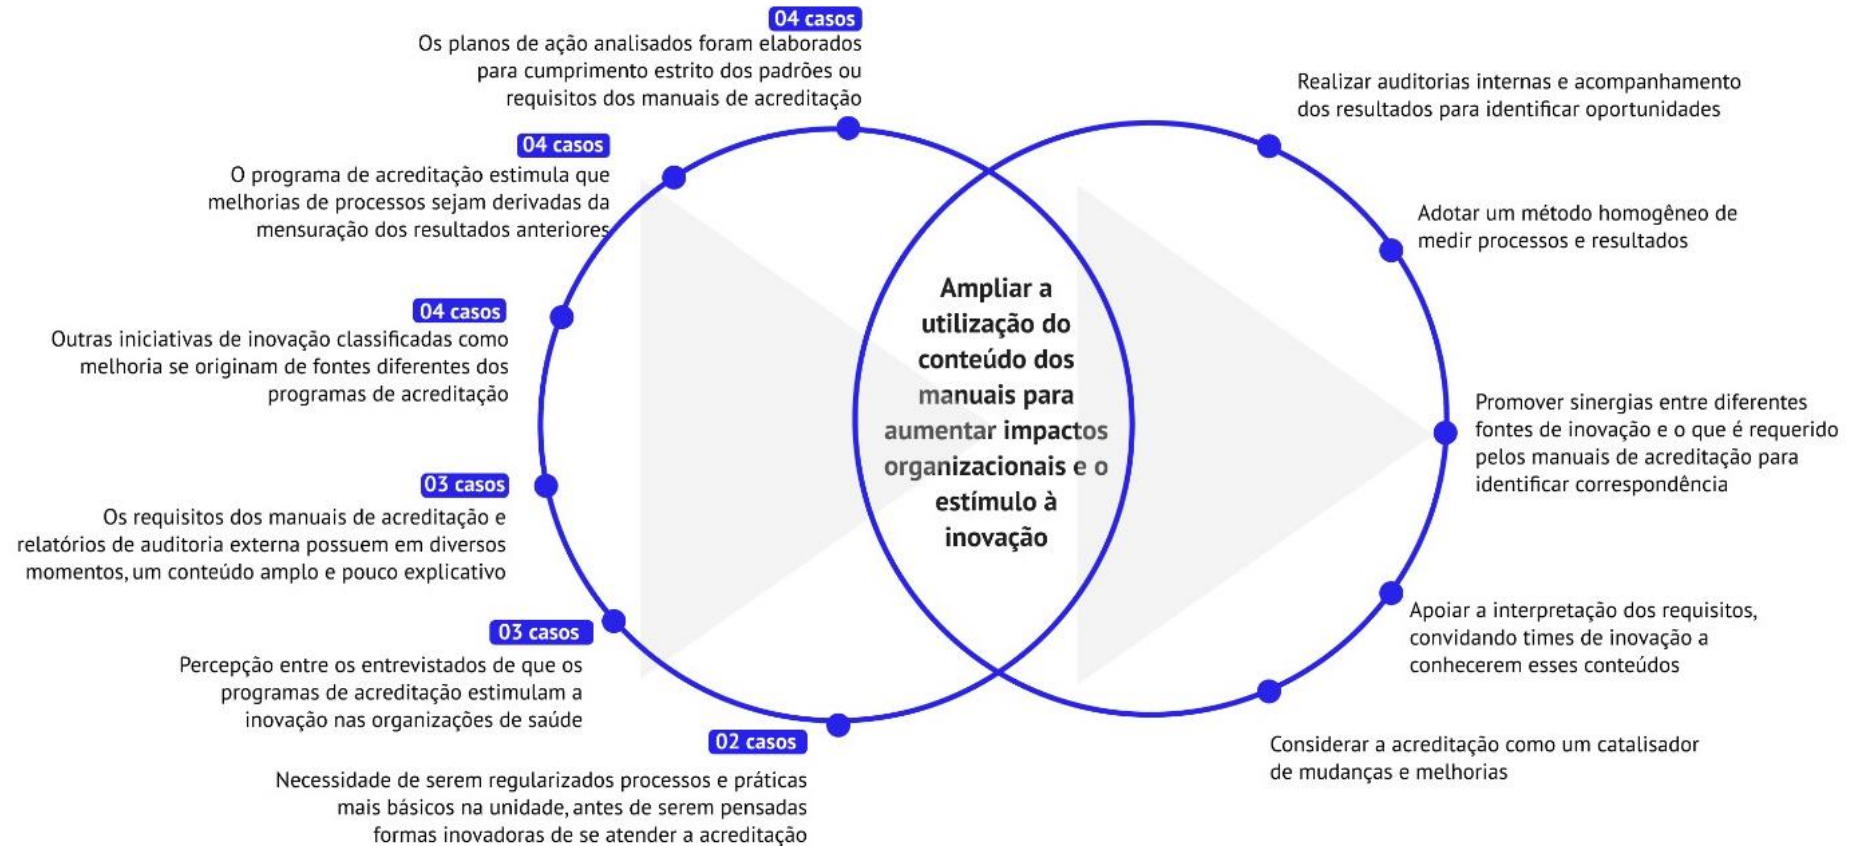 04 casos
Os planos de ação analisados foram elaborados
para cumprimento estrito dos padrões ou
requisitos dos manuais de acreditação
04 casos
O programa de acreditação estimula que
melhorias de processos sejam derivadas da
mensuração dos resultados anteriores
04 casos
Outras iniciativas de inovação classificadas como
melhoria se originam de fontes diferentes dos
programas de acreditação
03 casos
Os requisitos dos manuais de acreditação e
relatórios de auditoria externa possuem em diversos
momentos, um conteúdo amplo e pouco explicativo
03 casos
Percepção entre os entrevistados de que os
programas de acreditação estimulam a
inovação nas organizações de saúde
02 casos
Necessidade de serem regularizados processos e práticas
mais básicos na unidade, antes de serem pensadas
formas inovadoras de se atender a acreditação
Ampliar a
utilização do
conteúdo dos
manuais para
aumentar impactos
organizacionais e o
estímulo à
inovação
Realizar auditorias internas e acompanhamento
dos resultados para identificar oportunidades
Adotar um método homogêneo de
medir processos e resultados
Promover sinergias entre diferentes
fontes de inovação e o que é requerido
pelos manuais de acreditação para
identificar correspondência
Apoiar a interpretação dos requisitos,
convidando times de inovação a
conhecerem esses conteúdos
Considerar a acreditação como um catalisador
de mudanças e melhorias